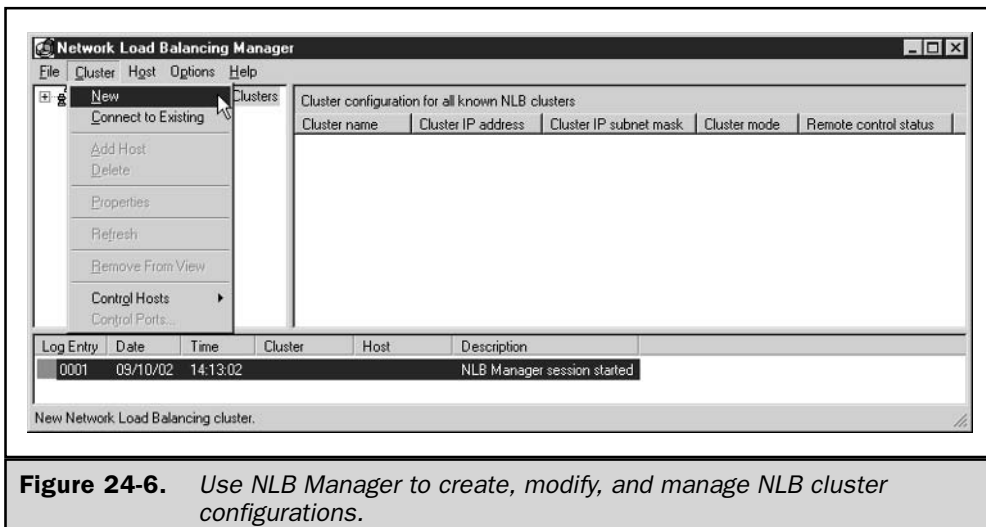 Network Load Balancing Manager
File Cluster Host Options Help
New
Connect to Existing
Add Host
Delete
Properties
Refresh
Remove From View
Control Hosts
Control Ports...
Clusters
Cluster configuration for all known NLB clusters
Cluster name Cluster IP address Cluster IP subnet mask Cluster mode Remote control status
Log Entry Date Time Cluster Host Description
0001 09/10/02 14:13:02 NLB Manager session started
New Network Load Balancing cluster.
Figure 24-6. Use NLB Manager to create, modify, and manage NLB cluster
configurations.